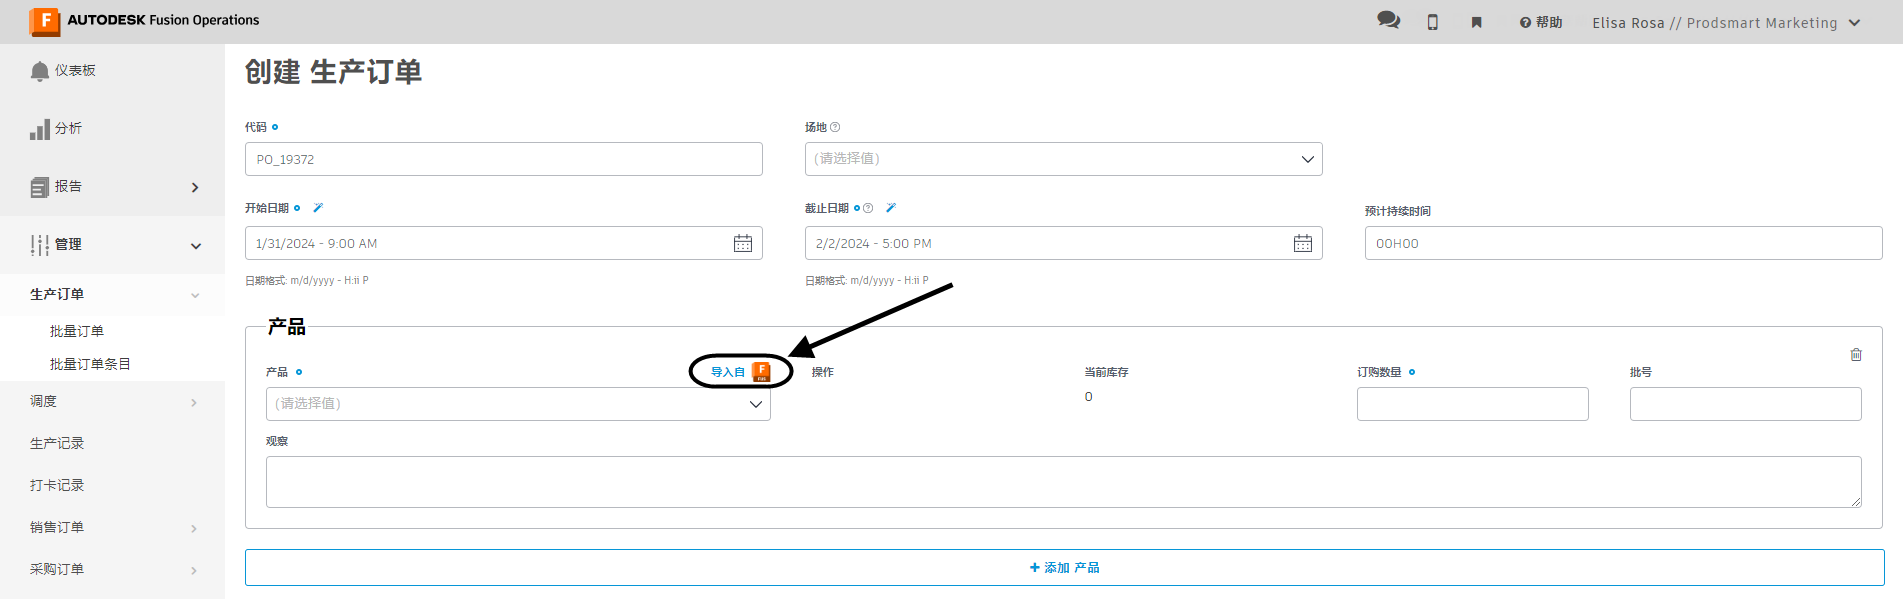 AUTODESK Fusion Operations
帮助
Elisa Rosa // Prodsmart Marketing
仪表板
分析
报告
管理
生产订单
批量订单
批量订单条目
调度
生产记录
打卡记录
销售订单
采购订单
创建 生产订单
代码
PO_19372
场地
(请选择值)
开始日期
1/31/2024 - 9:00 AM
日期格式: m/d/yyyy - H:ii P
截止日期
2/2/2024 - 5:00 PM
日期格式: m/d/yyyy - H:ii P
预计持续时间
00H00
产品
产品
导入自
(请选择值)
操作
当前库存
0
订购数量
批号
观察
+ 添加 产品